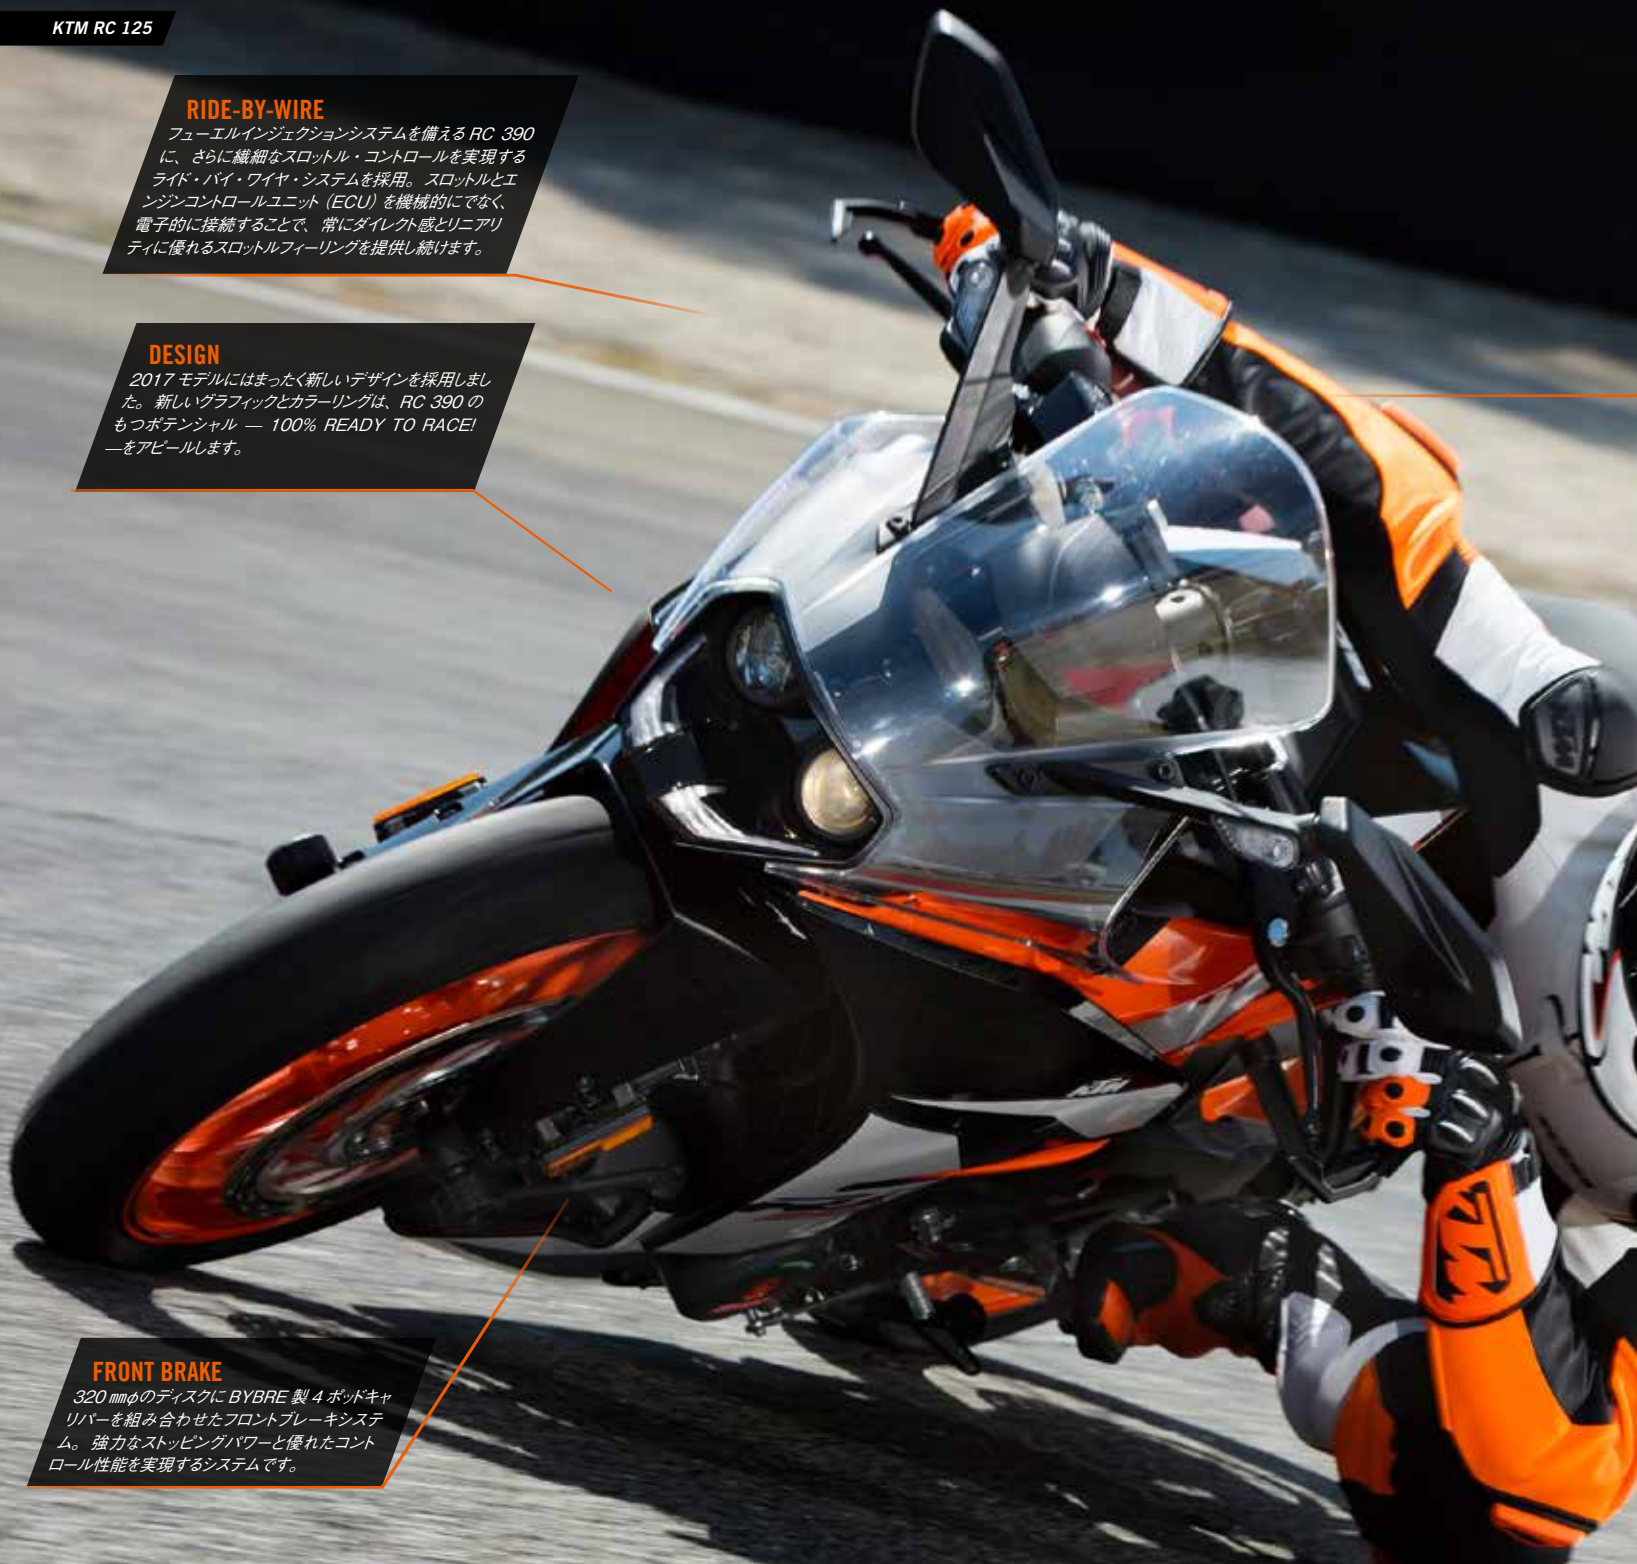 KTM RC 125
RIDE-BY-WIRE
フューエルインジェクションシステムを備える RC 390
に、さらに繊細なスロットル・コントロールを実現する
ライド・バイ・ワイヤ・システムを採用。スロットルとエ
ンジンコントロールユニット（ECU）を機械的にでなく、
電子的に接続することで、常にダイレクト感とリニアリ
ティに優れるスロットルフィーリングを提供し続けます。
DESIGN
2017 モデルにはまったく新しいデザインを採用しまし
た。新しいグラフィックとカラーリングは、RC 390 の
もつポテンシャル — 100% READY TO RACE!
—をアピールします。
KTM
KTM
FRONT BRAKE
320 ㎜φのディスクに BYBRE 製 4 ポッドキャ
リパーを組み合わせたフロントブレーキシステ
ム。強力なストッピングパワーと優れたコント
ロール性能を実現するシステムです。